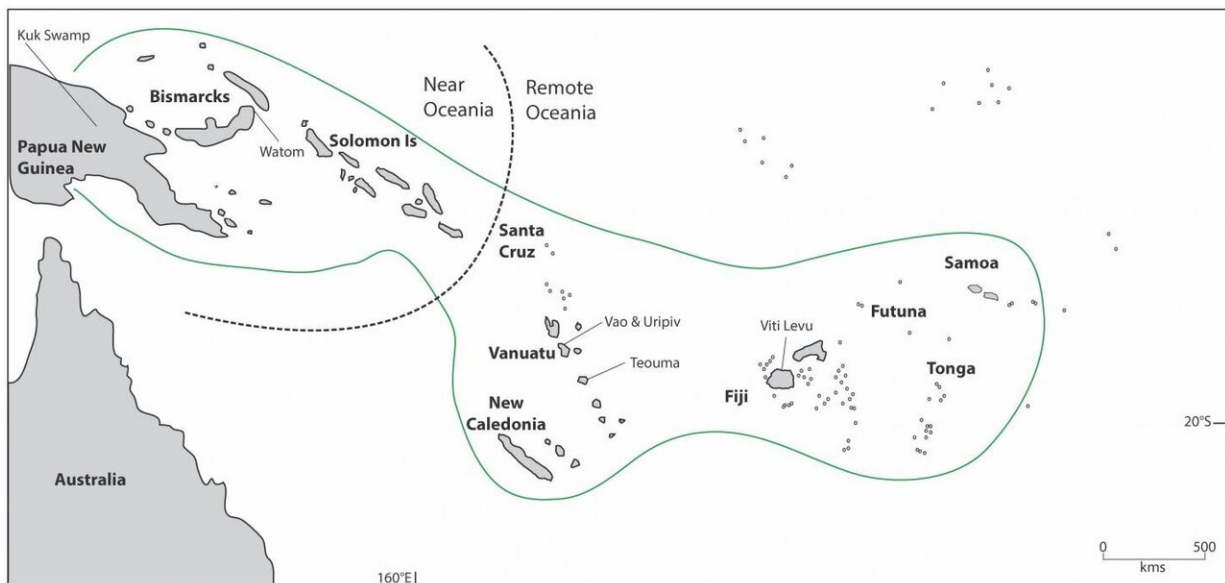 Kuk Swamp
Bismarcks
Near
Oceania
Remote
Oceania
Papua New
Guinea
Watom
Solomon Is
Santa
Cruz
Samoa
Futuna
Vao & Uripiv
Viti Levu
Vanuatu
Teouma
Tonga
Fiji
New
Caledonia
20°S
Australia
0 500
kms
160°E